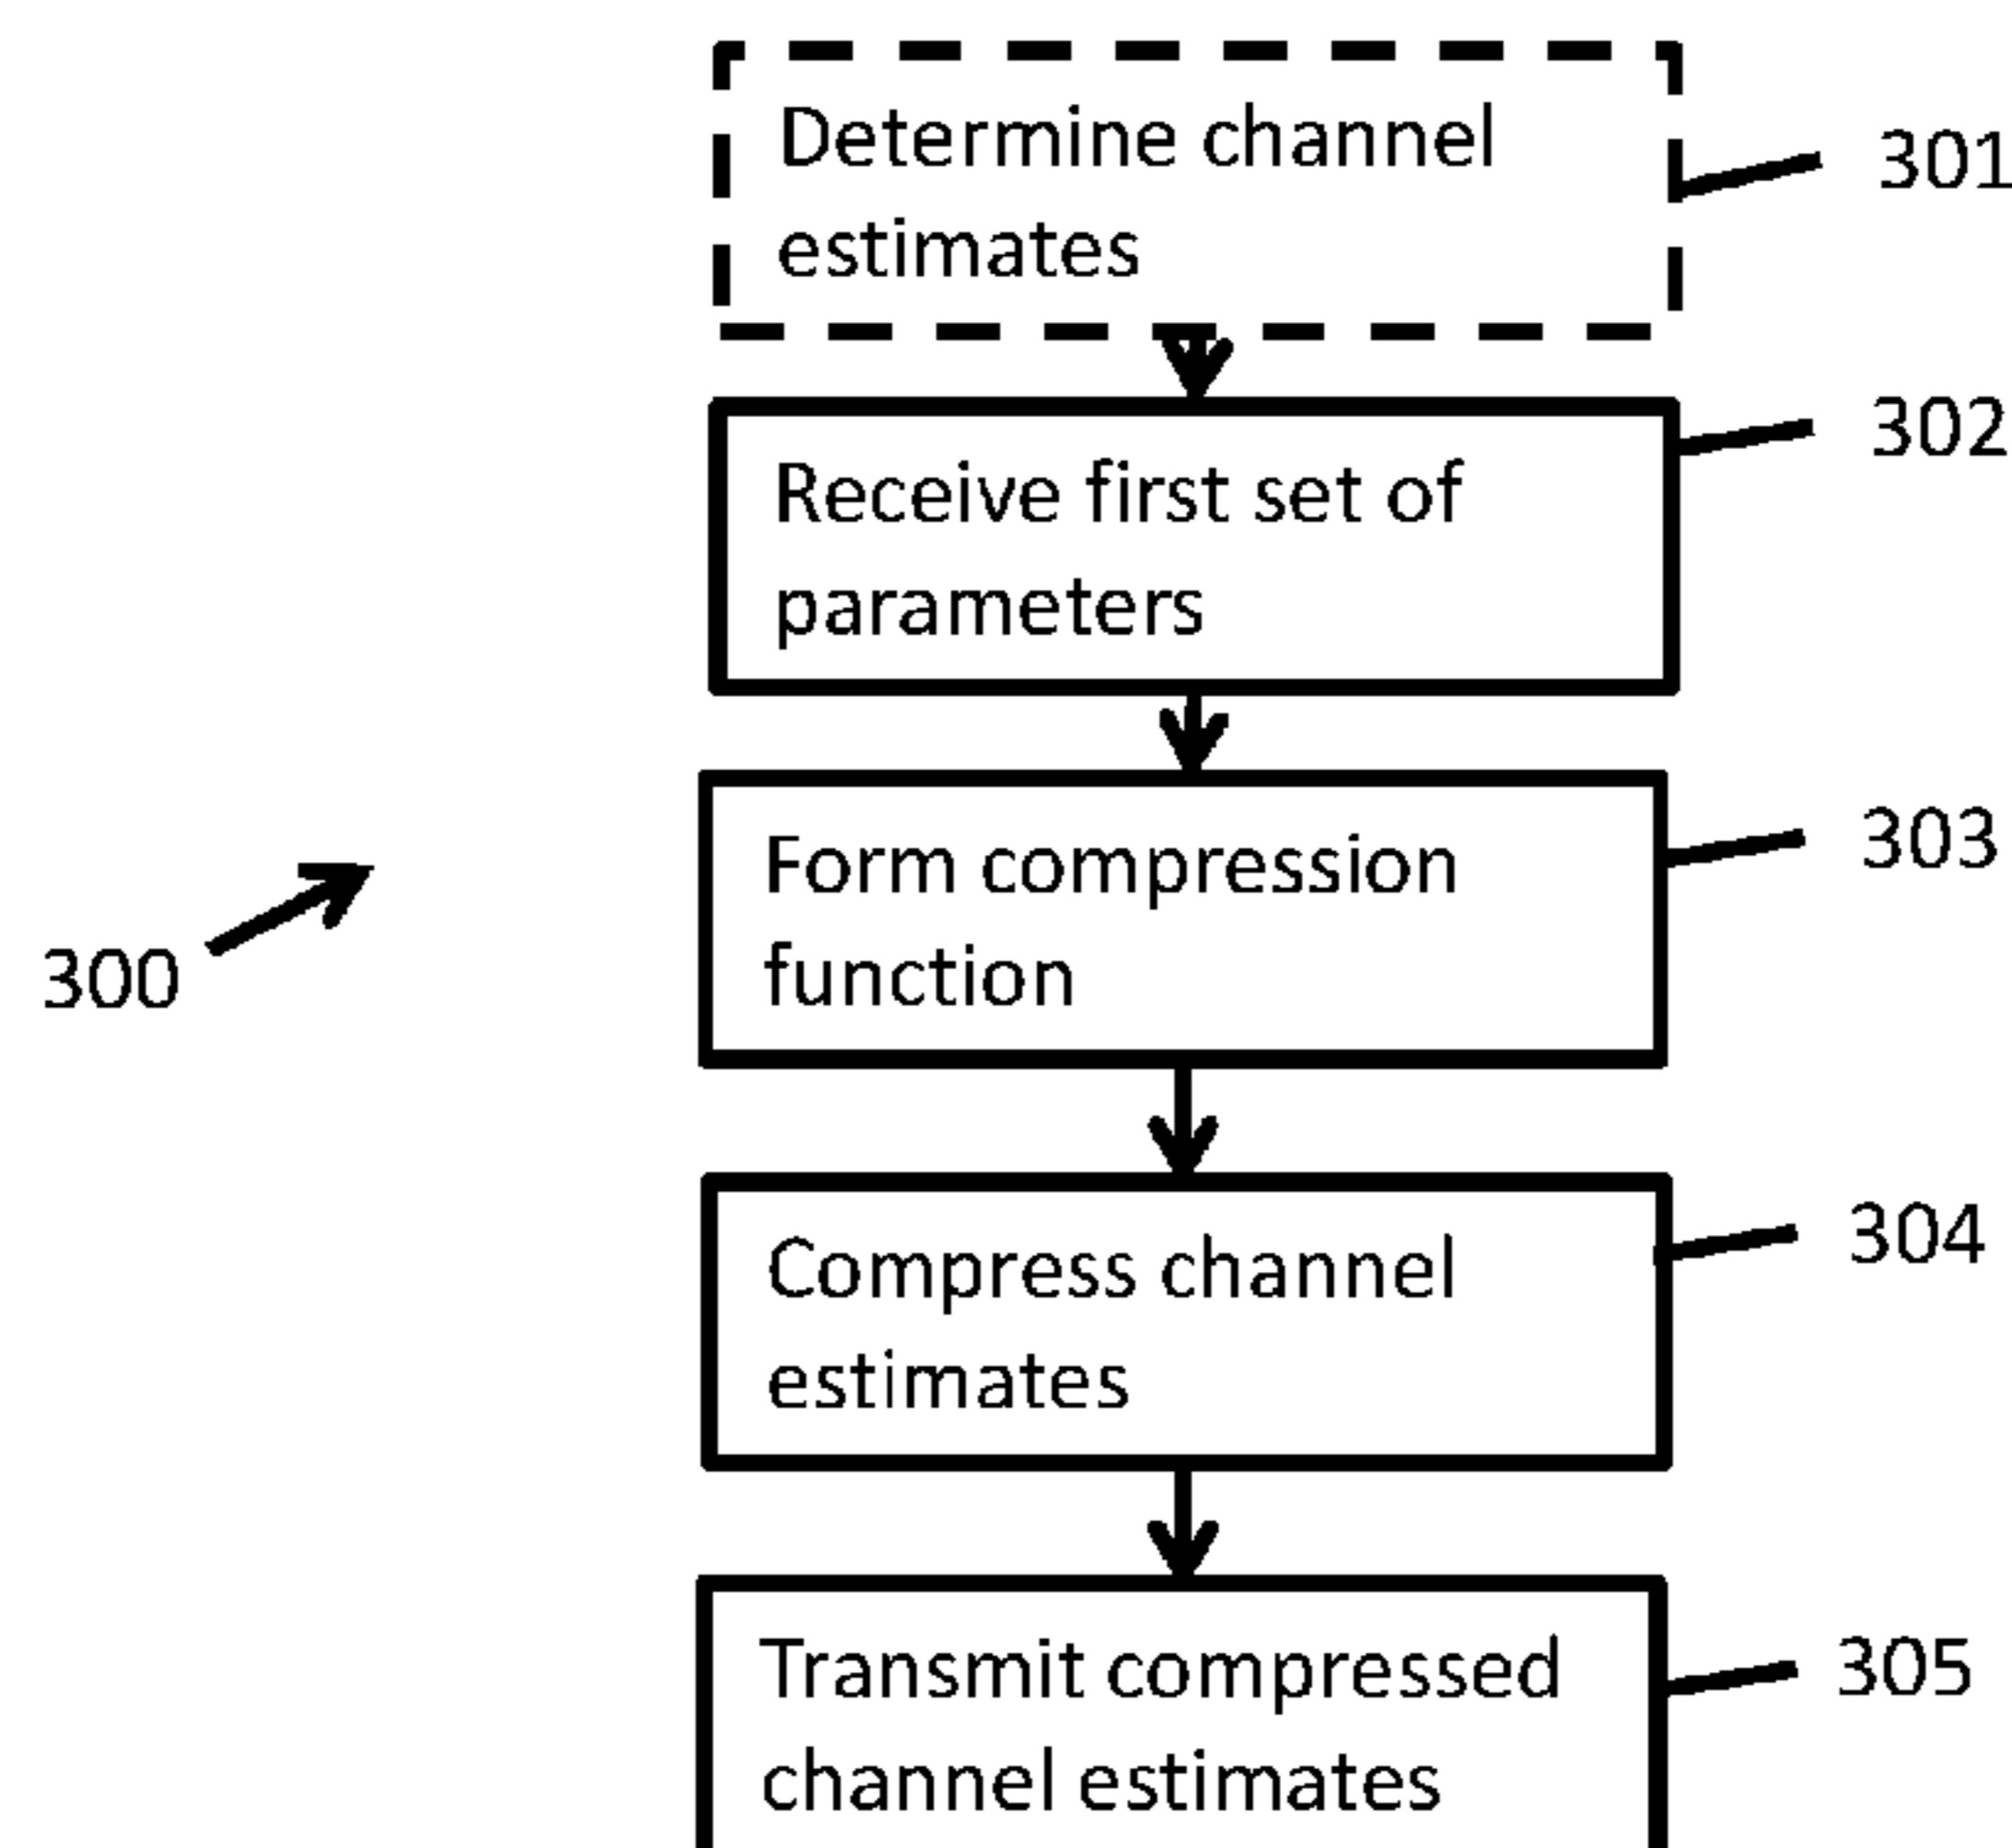 Determine channel
estimates
301
Receive first set of
parameters
302
Form compression
function
303
300
Compress channel
estimates
304
Transmit compressed
channel estimates
305